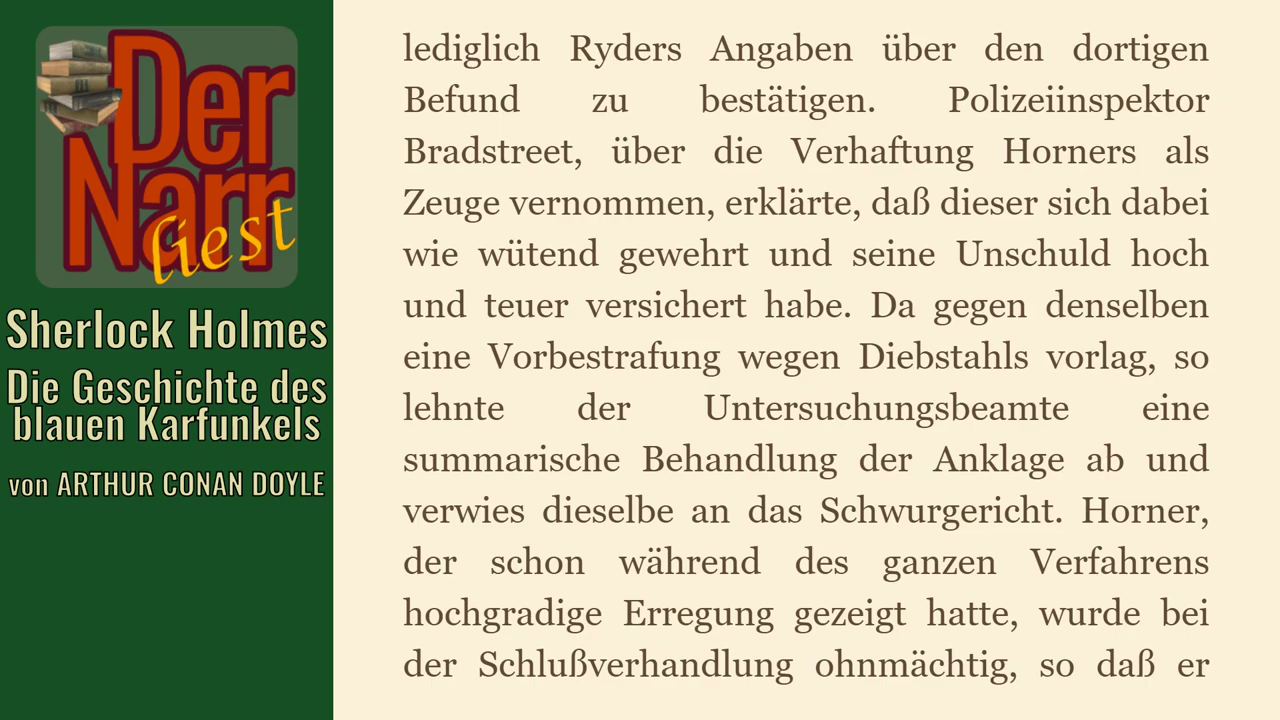 Der
Narr
liest
Sherlock Holmes
Die Geschichte des
blauen Karfunkels
von ARTHUR CONAN DOYLE
lediglich Ryders Angaben über den dortigen
Befund zu bestätigen. Polizeiinspektor
Bradstreet, über die Verhaftung Horners als
Zeuge vernommen, erklärte, daß dieser sich dabei
wie wütend gewehrt und seine Unschuld hoch
und teuer versichert habe. Da gegen denselben
eine Vorbestrafung wegen Diebstahls vorlag, so
lehnte der Untersuchungsbeamte eine
summarische Behandlung der Anklage ab und
verwies dieselbe an das Schwurgericht. Horner,
der schon während des ganzen Verfahrens
hochgradige Erregung gezeigt hatte, wurde bei
der Schlußverhandlung ohnmächtig, so daß er